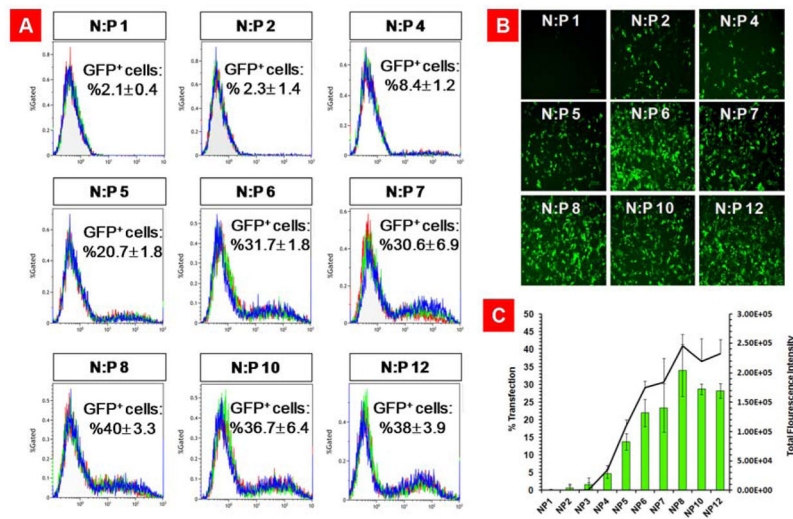 A
N:P 1
GFP+ cells:
%2.1±0.4
N:P 2
GFP+ cells:
% 2.3± 1.4
N:P 4
GFP+ cells:
%8.4± 1.2
%Gated
N:P 5
GFP+ cells:
%20.7±1.8
N:P 6
GFP+ cells:
%31.7±1.8
N:P 7
GFP+ cells:
%30.6±6.9
%Gated
N:P 8
GFP+ cells:
%40±3.3
N:P 10
GFP+ cells:
%36.7±6.4
N:P 12
GFP+ cells:
%38±3.9
%Gated
B
N:P 1
N:P 2
N:P 4
N:P 5
N:P 6
N:P 7
N:P 8
N:P 10
N:P 12
C
% Transfection
50
45
40
35
30
25
20
15
10
5
0
3.00E+05
2.50E+05
2.00E+05
1.50E+05
1.00E+05
5.00E+04
0.00E+00
Total Fluorescence Intensity
NP1
NP2
NP3
NP4
NP5
NP6
NP7
NP8
NP10
NP12